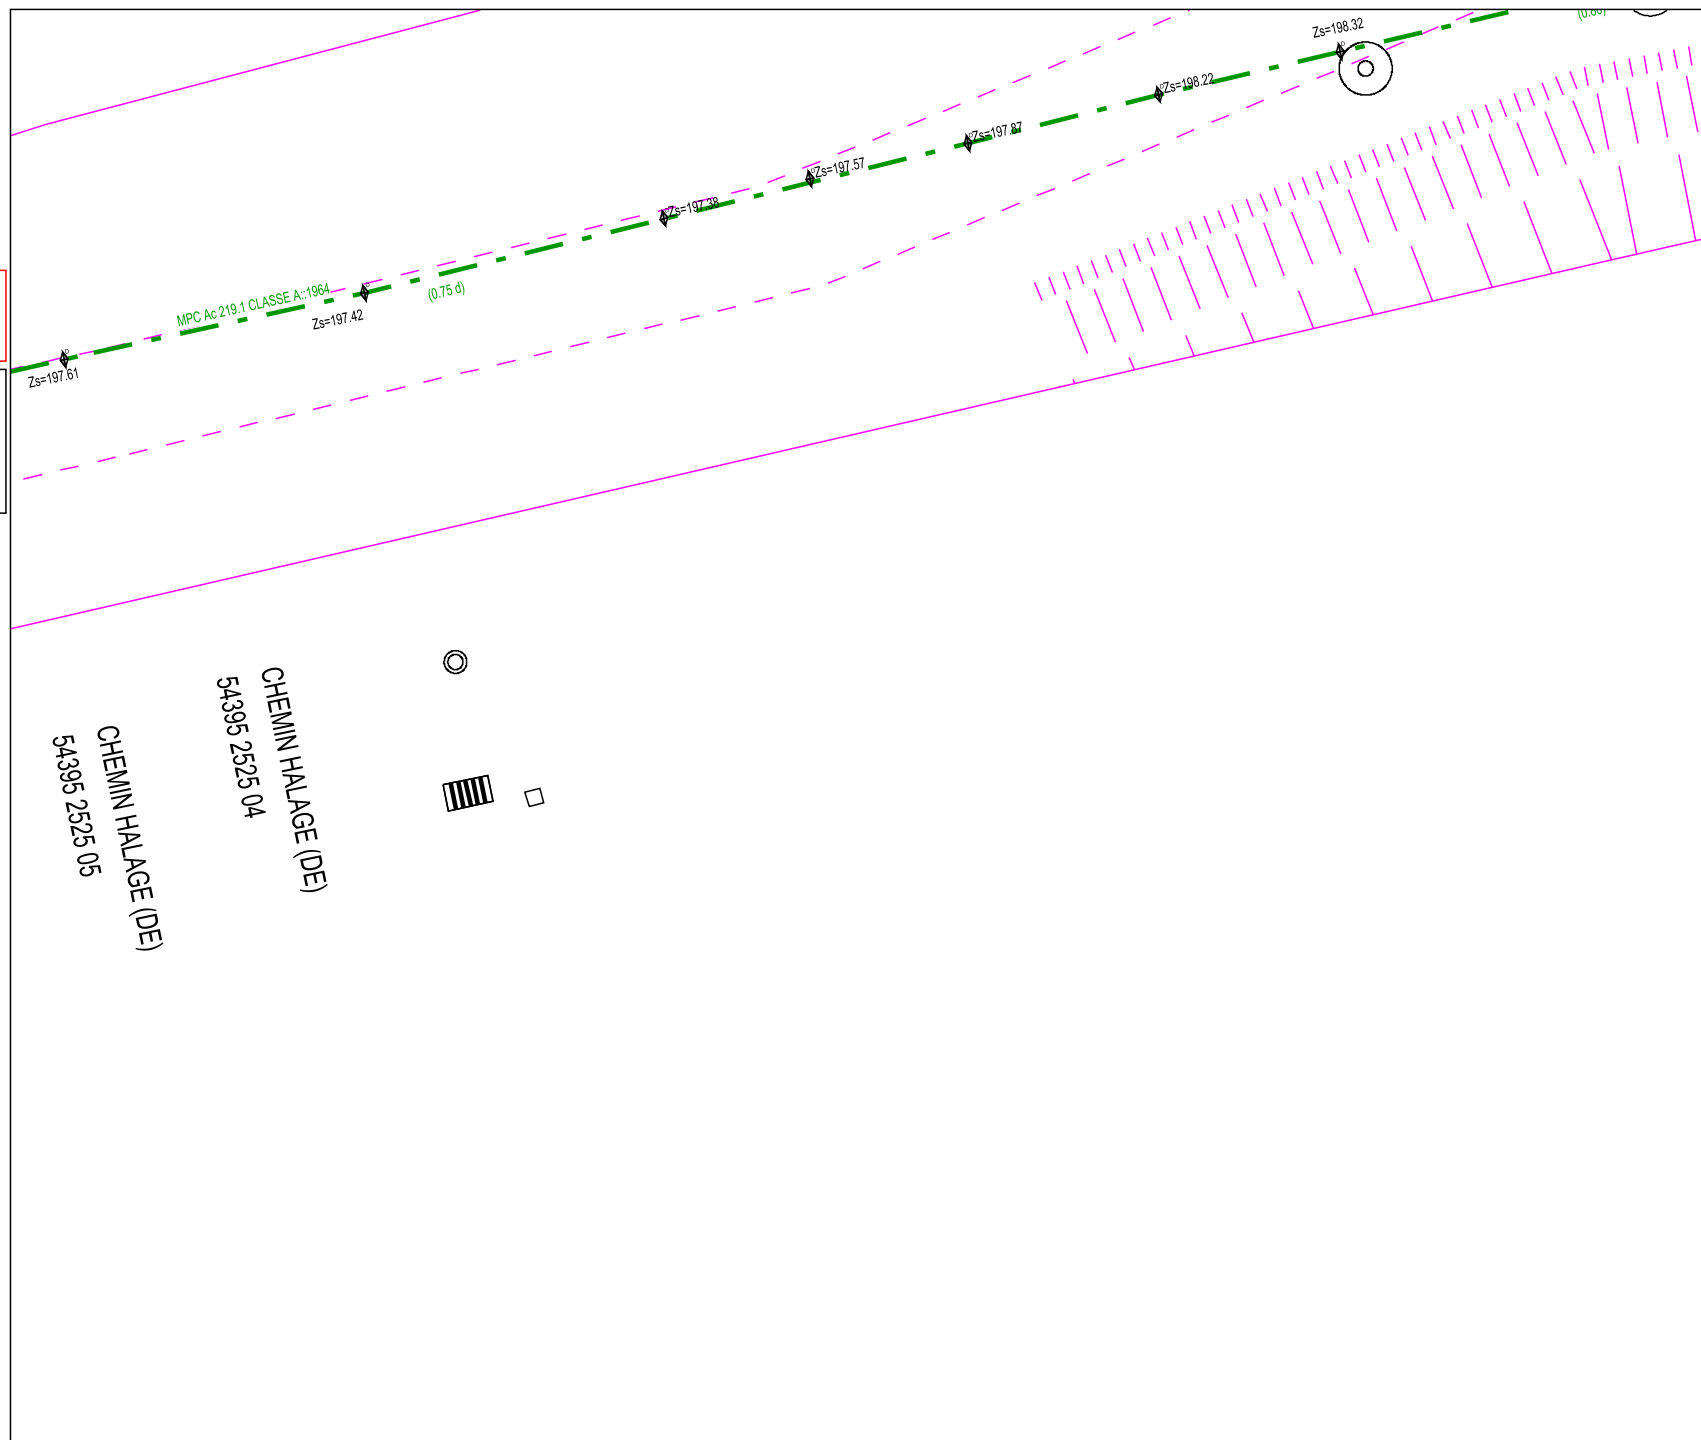 (0.80)
Zs=198.32
Zs=198.22
Zs=197.87
Zs=197.57
Zs=197.38
MPC Ac 219.1 CLASSE A::1964
(0.75 d)
Zs=197.42
Zs=197.61
CHEMIN HALAGE (DE)
54395 2525 04
CHEMIN HALAGE (DE)
54395 2525 05